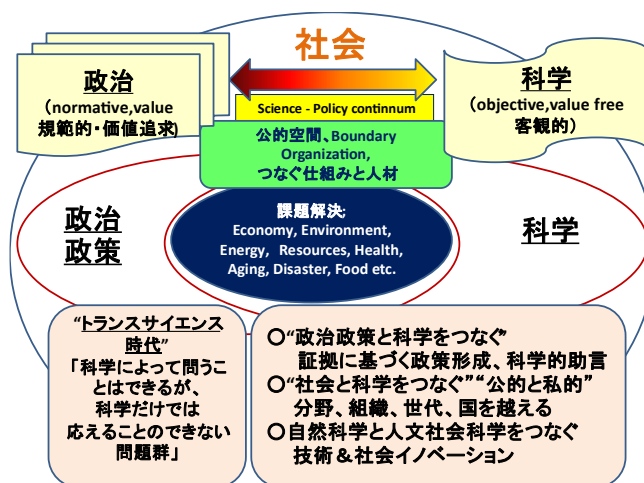 社会
政治
（normative,value
規範的・価値追求)
科学
（objective,value free
客観的）
Science - Policy continnum
公的空間、Boundary
Organization,
つなぐ仕組みと人材
政治
政策
課題解決;
Economy, Environment,
Energy, Resources, Health,
Aging, Disaster, Food etc.
科学
“トランスサイエンス
時代”
「科学によって問うこ
とはできるが、
科学だけでは
応えることのできない
問題群」
○“政治政策と科学をつなぐ”
証拠に基づく政策形成、科学的助言
○“社会と科学をつなぐ”“公的と私的”
分野、組織、世代、国を越える
○自然科学と人文社会科学をつなぐ
技術＆社会イノベーション